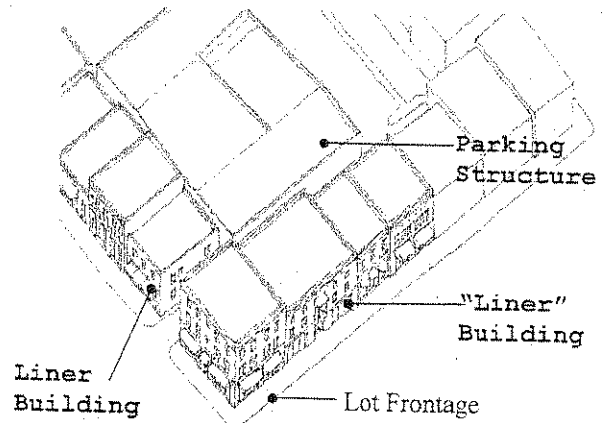 Parking
Structure
"Liner"
Building
Liner
Building
Lot Frontage